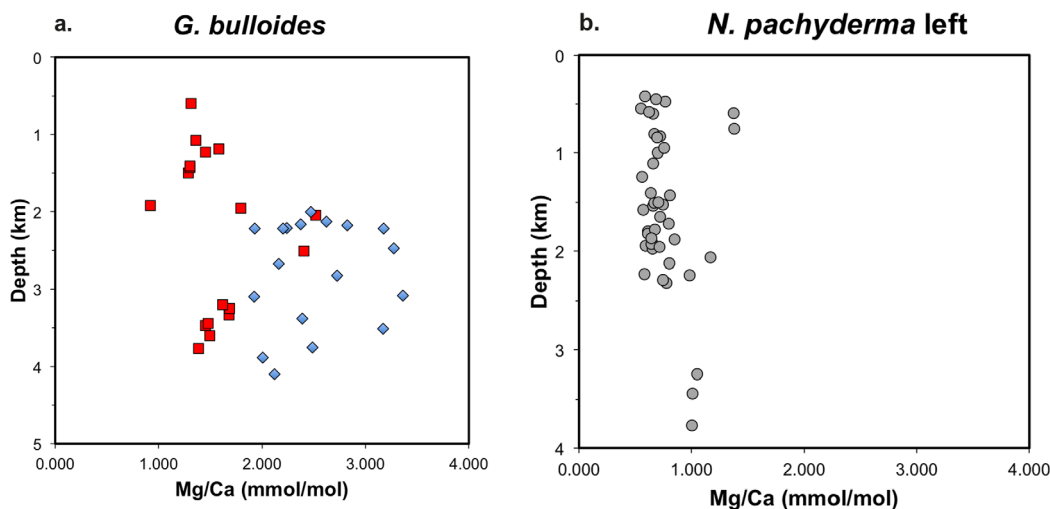 a. G. bulloides
0
1
2
3
4
5
Depth (km)
0.000 1.000 2.000 3.000 4.000
Mg/Ca (mmol/mol)
b. N. pachyderma left
0
1
2
3
4
Depth (km)
0.000 1.000 2.000 3.000 4.000
Mg/Ca (mmol/mol)